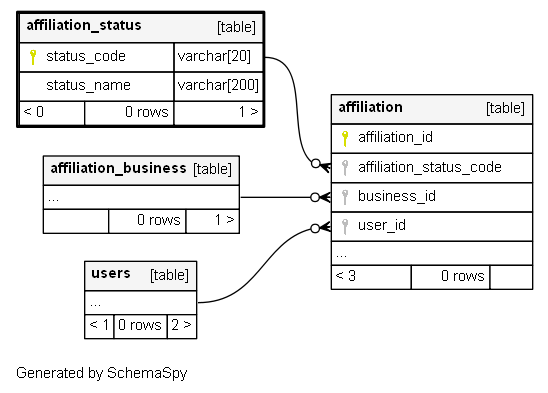 affiliation_status [table]
status_code varchar[20]
status_name varchar[200]
< 0 0 rows 1 >
affiliation_business [table]
...
0 rows 1 >
users [table]
...
< 1 0 rows 2 >
affiliation [table]
affiliation_id
affiliation_status_code
business_id
user_id
...
< 3 0 rows
Generated by SchemaSpy